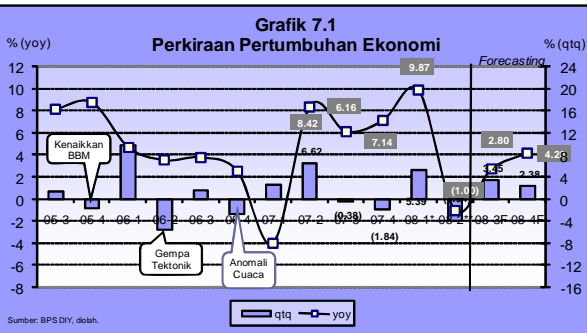 Grafik 7.1
Perkiraan Pertumbuhan Ekonomi
% (yoy)
% (qtq)
Forecasting
12
10
8
6
4
2
0
-2
-4
-6
-8
24
20
16
12
8
4
0
-4
-8
-12
-16
Kenaikkan
BBM
Gempa
Tektonik
Anomali
Cuaca
8.42
6.16
7.14
9.87
(1.00)
2.80
4.28
6.62
(0.38)
(1.84)
5.39
3.45
2.38
05-3
05-4
06-1
06-2
06-3
06-4
07-1
07-2
07-3
07-4
08-1*
08-2*
08-3F
08-4F
qtq
yoy
Sumber: BPS DIY, diolah.